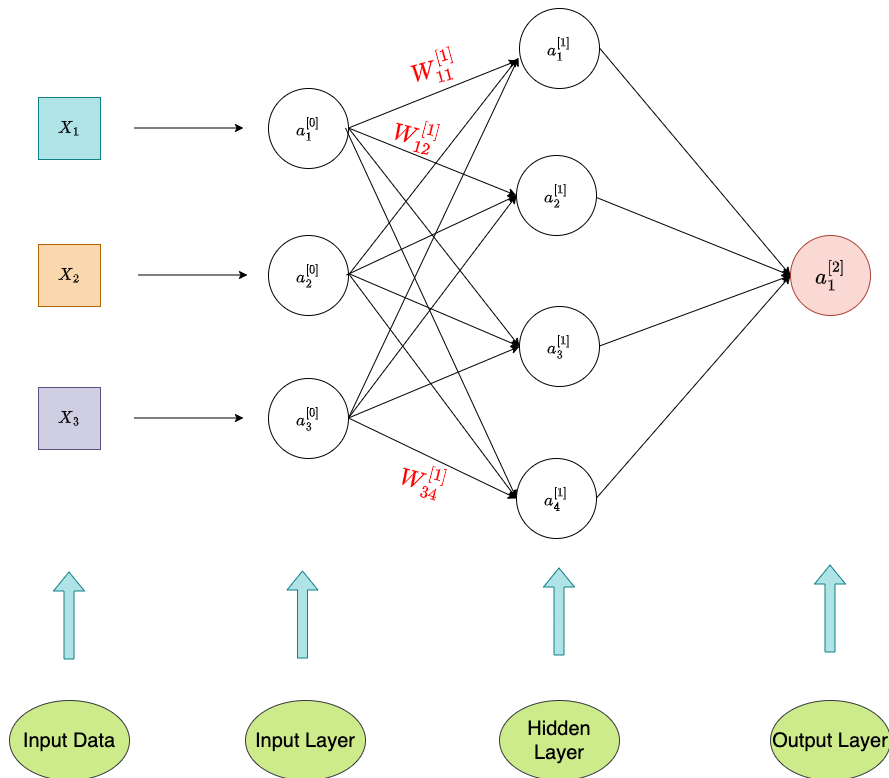 X₁
X₂
X₃
a₁^[0]
a₂^[0]
a₃^[0]
W₁₁^[1]
W₁₂^[1]
W₃₄^[1]
a₁^[1]
a₂^[1]
a₃^[1]
a₄^[1]
a₁^[2]
Input Data
Input Layer
Hidden
Layer
Output Layer